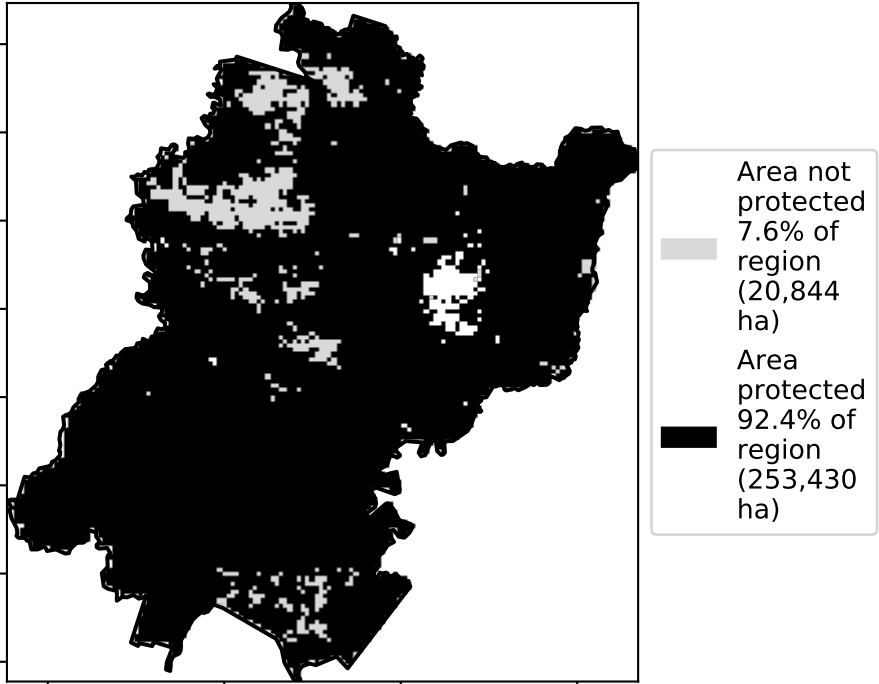 Area not
protected
7.6% of
region
(20,844
ha)
Area
protected
92.4% of
region
(253,430
ha)